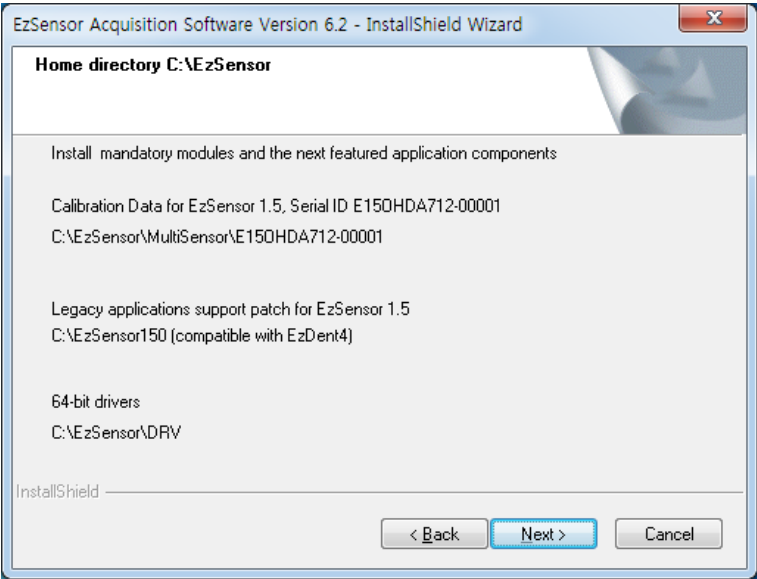 EzSensor Acquisition Software Version 6.2 - InstallShield Wizard
Home directory C:\EzSensor
Install  mandatory modules and the next featured application components
Calibration Data for EzSensor 1.5, Serial ID E150HDA712-00001
C:\EzSensor\MultiSensor\E150HDA712-00001
Legacy applications support patch for EzSensor 1.5
C:\EzSensor150 (compatible with EzDent4)
64-bit drivers
C:\EzSensor\DRV
InstallShield
< Back
Next >
Cancel